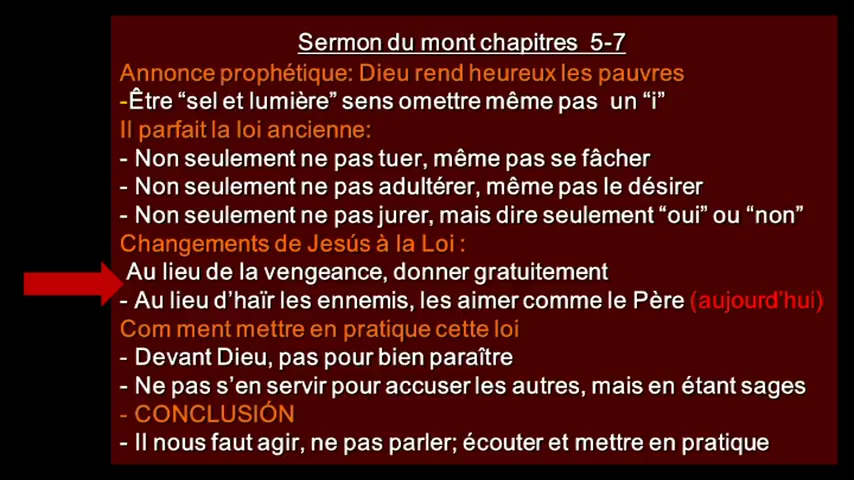 Sermon du mont chapitres 5-7
Annonce prophétique: Dieu rend heureux les pauvres
-Être “sel et lumière” sens omettre même pas un “i”
Il parfait la loi ancienne:
- Non seulement ne pas tuer, même pas se fâcher
- Non seulement ne pas adultérer, même pas le désirer
- Non seulement ne pas jurer, mais dire seulement “oui” ou “non”
Changements de Jesús à la Loi :
Au lieu de la vengeance, donner gratuitement
- Au lieu d’haïr les ennemis, les aimer comme le Père (aujourd'hui)
Com ment mettre en pratique cette loi
- Devant Dieu, pas pour bien paraître
- Ne pas s’en servir pour accuser les autres, mais en étant sages
- CONCLUSIÓN
- Il nous faut agir, ne pas parler; écouter et mettre en pratique